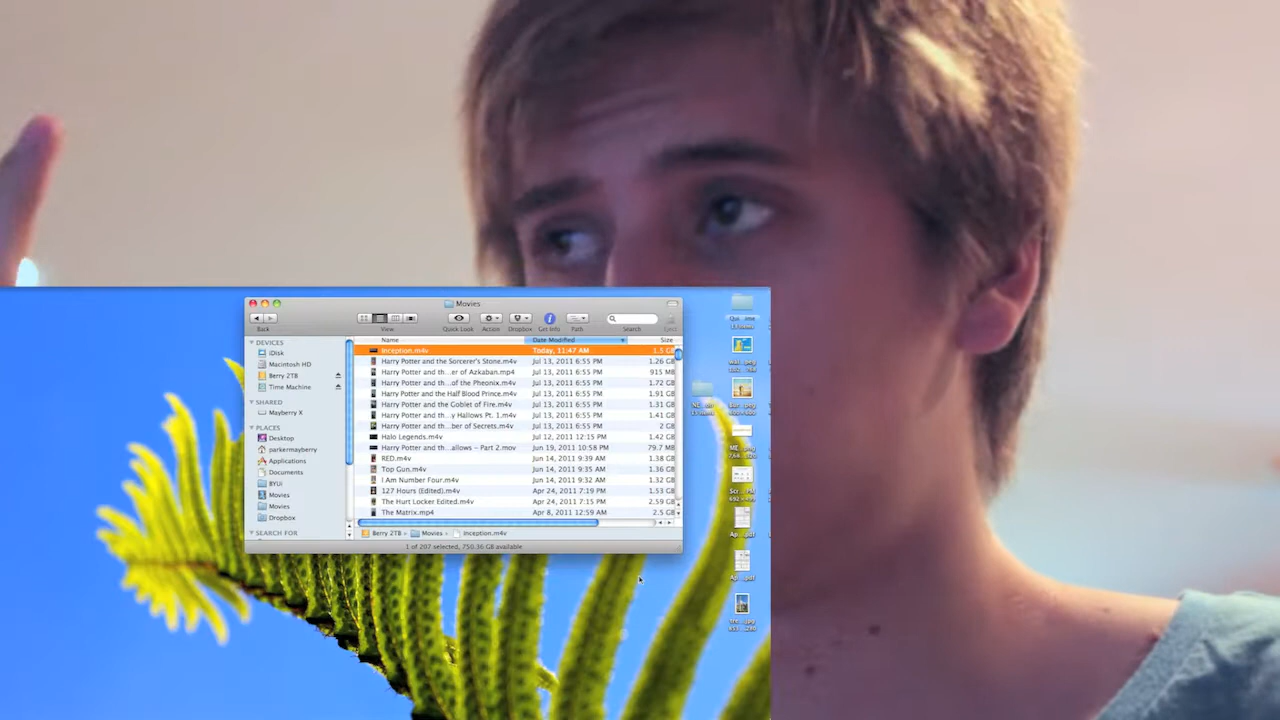 Movies
Back View Quick Look Action Dropbox Get Info Path Search
Name Date Modified Size
DEVICES
iDisk
Macintosh HD
Berry 2TB
Time Machine
SHARED
Mayberry X
PLACES
Desktop
parkermayberry
Applications
Documents
BYUi
Movies
Movies
Dropbox
SEARCH FOR
Inception.m4v Today, 11:47 AM 1.5 GB
Harry Potter and the Sorcerer's Stone.m4v Jul 13, 2011 6:55 PM 1.26 GB
Harry Potter and th...er of Azkaban.mp4 Jul 13, 2011 6:55 PM 915 MB
Harry Potter and th...of the Pheonix.m4v Jul 13, 2011 6:55 PM 1.72 GB
Harry Potter and the Half Blood Prince.m4v Jul 13, 2011 6:55 PM 1.91 GB
Harry Potter and the Goblet of Fire.m4v Jul 13, 2011 6:55 PM 1.31 GB
Harry Potter and th...y Hallows Pt. 1.m4v Jul 13, 2011 6:55 PM 1.41 GB
Harry Potter and th...ber of Secrets.m4v Jul 13, 2011 6:55 PM 2 GB
Halo Legends.m4v Jul 12, 2011 12:15 PM 1.42 GB
Harry Potter and th...allows – Part 2.mov Jun 19, 2011 10:58 PM 79.7 MB
RED.m4v Jun 14, 2011 9:39 AM 1.38 GB
Top Gun.m4v Jun 14, 2011 9:35 AM 1.36 GB
I Am Number Four.m4v Jun 14, 2011 9:32 AM 1.32 GB
127 Hours (Edited).m4v Apr 24, 2011 7:19 PM 1.53 GB
The Hurt Locker Edited.m4v Apr 24, 2011 7:15 PM 2.59 GB
The Matrix.mp4 Apr 8, 2011 12:59 AM 2.5 GB
Berry 2TB Movies Inception.m4v
1 of 207 selected, 750.36 GB available